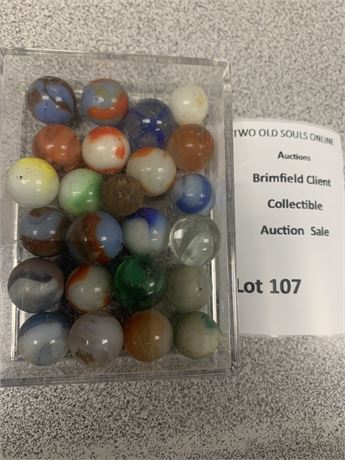 TWO OLD SOULS ONLINE
Auctions
Brimfield Client
Collectible
Auction Sale
Lot 107